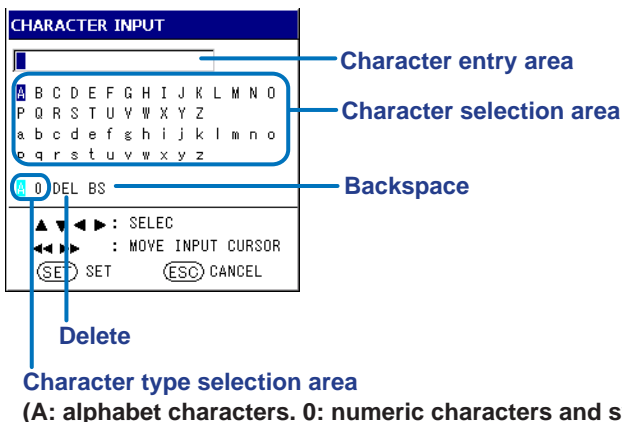 CHARACTER INPUT
Character entry area
A B C D E F G H I J K L M N O
P Q R S T U V W X Y Z
Character selection area
a b c d e f g h i j k l m n o
p q r s t u v w x y z
A 0 DEL BS
Backspace
▲ ▼ ◀ ▶ : SELEC
◀◀ ▶▶ : MOVE INPUT CURSOR
SET SET ESC CANCEL
Delete
Character type selection area
(A: alphabet characters. 0: numeric characters and s